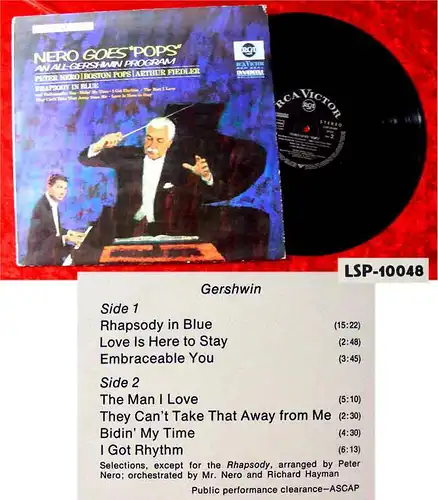 NERO GOES "POPS"
AN ALL-GERSHWIN PROGRAM
PETER NERO | BOSTON POPS | ARTHUR FIEDLER
RHAPSODY IN BLUE
RCA VICTOR
RCA VICTOR
STEREO
LSP-10048
Gershwin
Side 1
Rhapsody in Blue (15:22)
Love Is Here to Stay (2:48)
Embraceable You (3:45)
Side 2
The Man I Love (5:10)
They Can't Take That Away from Me (2:30)
Bidin' My Time (4:30)
I Got Rhythm (6:13)
Selections, except for the Rhapsody, arranged by Peter
Nero; orchestrated by Mr. Nero and Richard Hayman
Public performance clearance—ASCAP